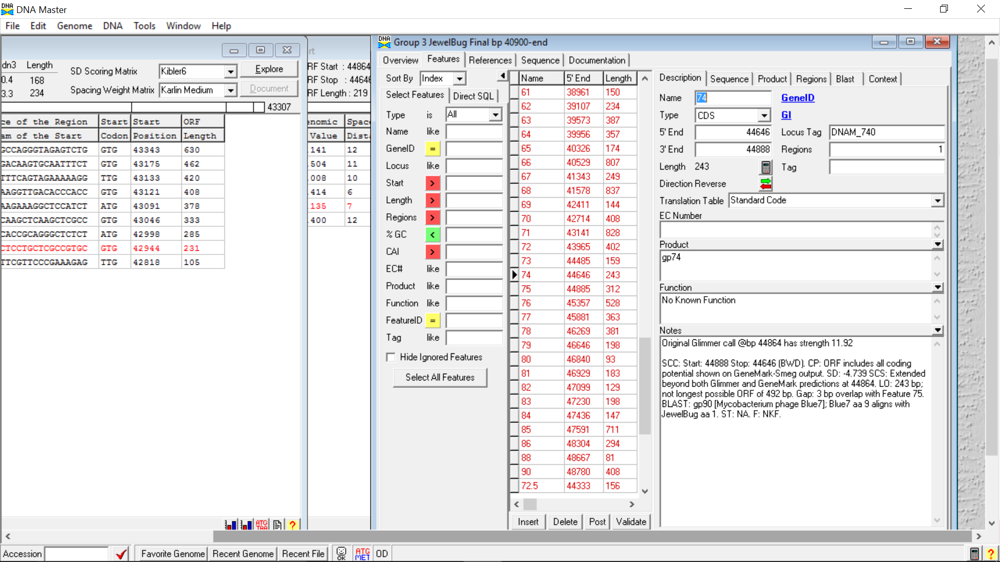 DNA Master
File Edit Genome DNA Tools Window Help
dn3 Length
0.4 168
3.3 234
SD Scoring Matrix Kibler6 Explore
Spacing Weight Matrix Karlin Medium Document
43307
ce of the Region Start Start ORF
am of the Start Codon Position Length
GCCAGGGTAGAGTCTG GTG 43343 630
GACAAGTGCAATTTCT GTG 43175 462
TTTCAGTAGAAAAAGG TTG 43133 420
AAGGTTGACACCCACC GTG 43121 408
AAGAAAGGCTCCATCT ATG 43091 378
CAAGCTCAAGCTCGCC GTG 43046 333
CACCGCAGGGCTCTCT ATG 42998 285
CTCCTGCTCGCCGTGC GTG 42944 231
TTCGTTCCCGAAAGAG TTG 42818 105
rt
RF Start : 44864
RF Stop : 44646
RF Length : 219
enomic Space
Value Dista
.141 12
.504 11
.008 10
.414 6
.135 7
.400 12
Group 3 JewelBug Final bp 40900-end
Overview Features References Sequence Documentation
Sort By Index
Select Features Direct SQL
Type is All
Name like
GeneID =
Locus like
Start >
Length >
Regions >
% GC <
CAI >
EC# like
Product like
Function like
FeatureID =
Tag like
Hide Ignored Features
Select All Features
Name 5' End Length
61 38961 150
62 39107 234
63 39573 387
64 39956 357
65 40326 174
66 40529 807
67 41343 249
68 41578 837
69 42411 144
70 42714 408
71 43141 828
72 43965 402
73 44485 159
74 44646 243
75 44885 312
76 45357 528
77 45881 363
78 46269 381
79 46646 198
80 46840 93
81 46929 183
82 47099 129
83 47230 198
84 47436 147
85 47591 711
86 48304 294
88 48667 81
90 48780 408
72.5 44333 156
Insert Delete Post Validate
Description Sequence Product Regions Blast Context
Name 74 GeneID
Type CDS GI
5' End 44646 Locus Tag DNAM_740
3' End 44888 Regions 1
Length 243 Tag
Direction Reverse
Translation Table Standard Code
EC Number
Product
gp74
Function
No Known Function
Notes
Original Glimmer call @bp 44864 has strength 11.92
SCC: Start: 44888 Stop: 44646 (BWD). CP: ORF includes all coding
potential shown on GeneMark-Smeg output. SD: -4.739 SCS: Extended
beyond both Glimmer and GeneMark predictions at 44864. LO: 243 bp;
not longest possible ORF of 492 bp. Gap: 3 bp overlap with Feature 75.
BLAST: gp90 [Mycobacterium phage Blue7]; Blue7 aa 9 aligns with
JewelBug aa 1. ST: NA. F: NKF.
ATG
TAA
?
Accession Favorite Genome Recent Genome Recent File OK ATG MET OD ?